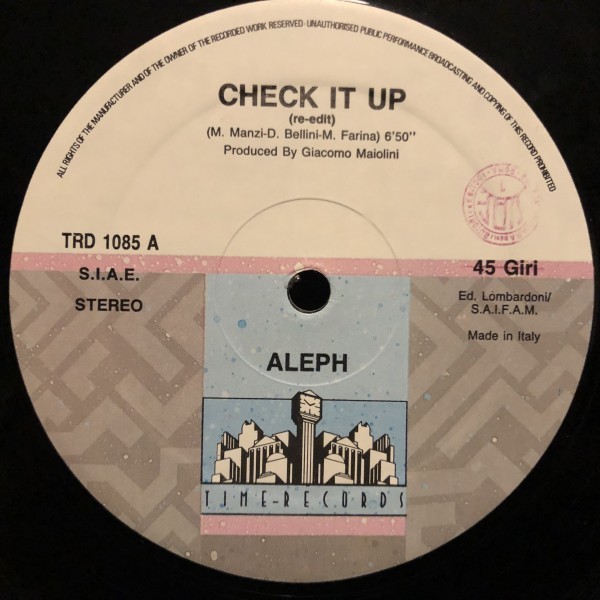 ALL RIGHTS OF THE MANUFACTURER AND OF THE OWNER OF THE RECORDED WORK RESERVED · UNAUTHORISED PUBLIC PERFORMANCE BROADCASTING AND COPYING OF THIS RECORD PROHIBITED
CHECK IT UP
(re-edit)
(M. Manzi-D. Bellini-M. Farina) 6'50''
Produced By Giacomo Maiolini
TRD 1085 A
S.I.A.E.
STEREO
45 Giri
Ed. Lombardoni/
S.A.I.F.A.M.
Made in Italy
ALEPH
TIME-RECORDS